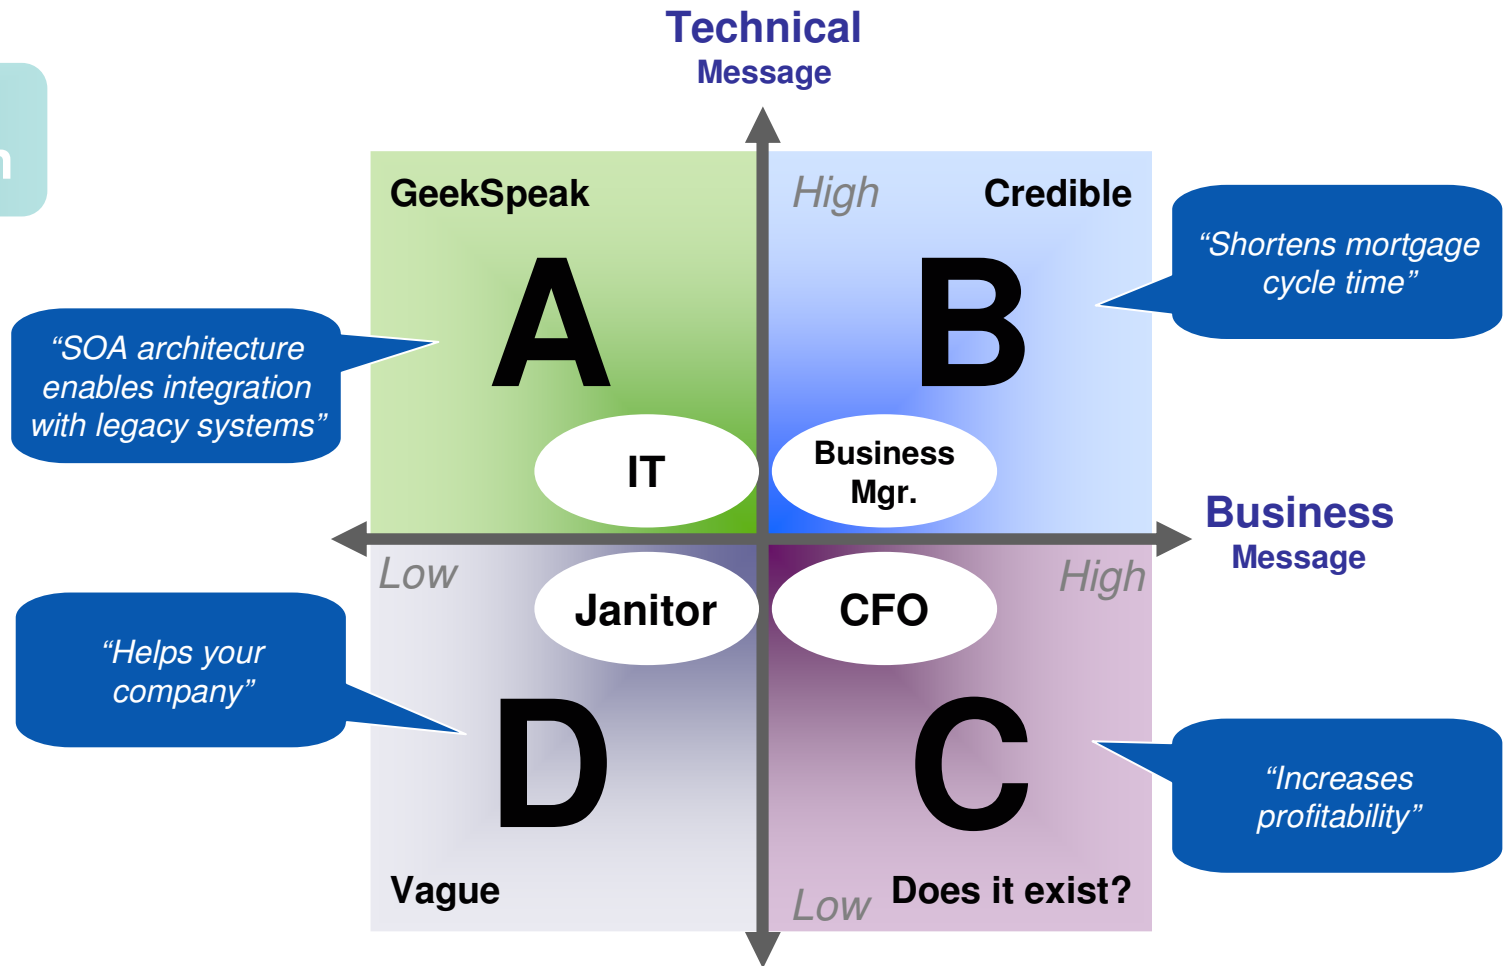 Technical
Message
GeekSpeak
High
Credible
A
B
“Shortens mortgage
cycle time”
“SOA architecture
enables integration
with legacy systems”
IT
Business
Mgr.
Business
Message
Low
High
Janitor
CFO
“Helps your
company”
D
C
“Increases
profitability”
Vague
Low
Does it exist?